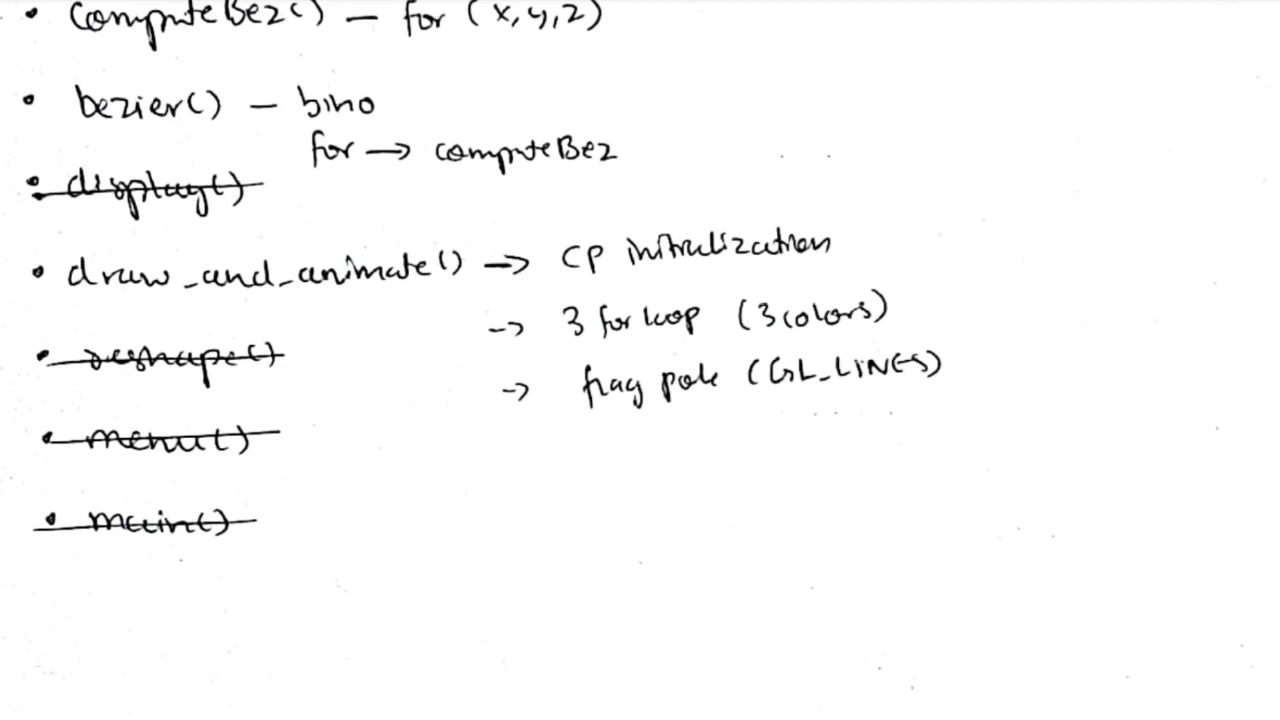 • computeBez() – for (x,y,z)
• bezier() – bino
for → computeBez
• display()
• draw_and_animate() → CP initialization
→ 3 for loop (3 colors)
• reshape()
→ flag pole (GL_LINES)
• menu()
• main()